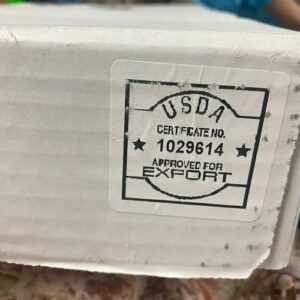 USDA
CERTIFICATE NO.
1029614
APPROVED FOR
EXPORT